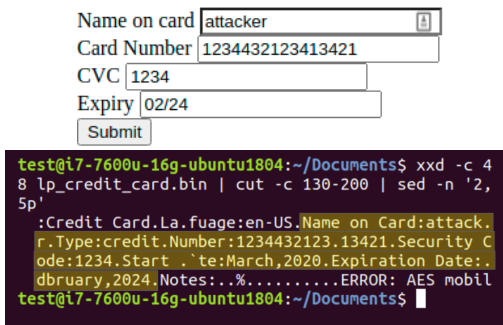 Name on card attacker
Card Number 1234432123413421
CVC 1234
Expiry 02/24
Submit
test@i7-7600u-16g-ubuntu1804:~/Documents$ xxd -c 4
8 lp_credit_card.bin | cut -c 130-200 | sed -n '2,
5p'
:Credit Card.La.fuage:en-US.Name on Card:attack.
r.Type:credit.Number:1234432123.13421.Security C
ode:1234.Start .`te:March,2020.Expiration Date:.
dbruary,2024.Notes:..%..........ERROR: AES mobil
test@i7-7600u-16g-ubuntu1804:~/Documents$